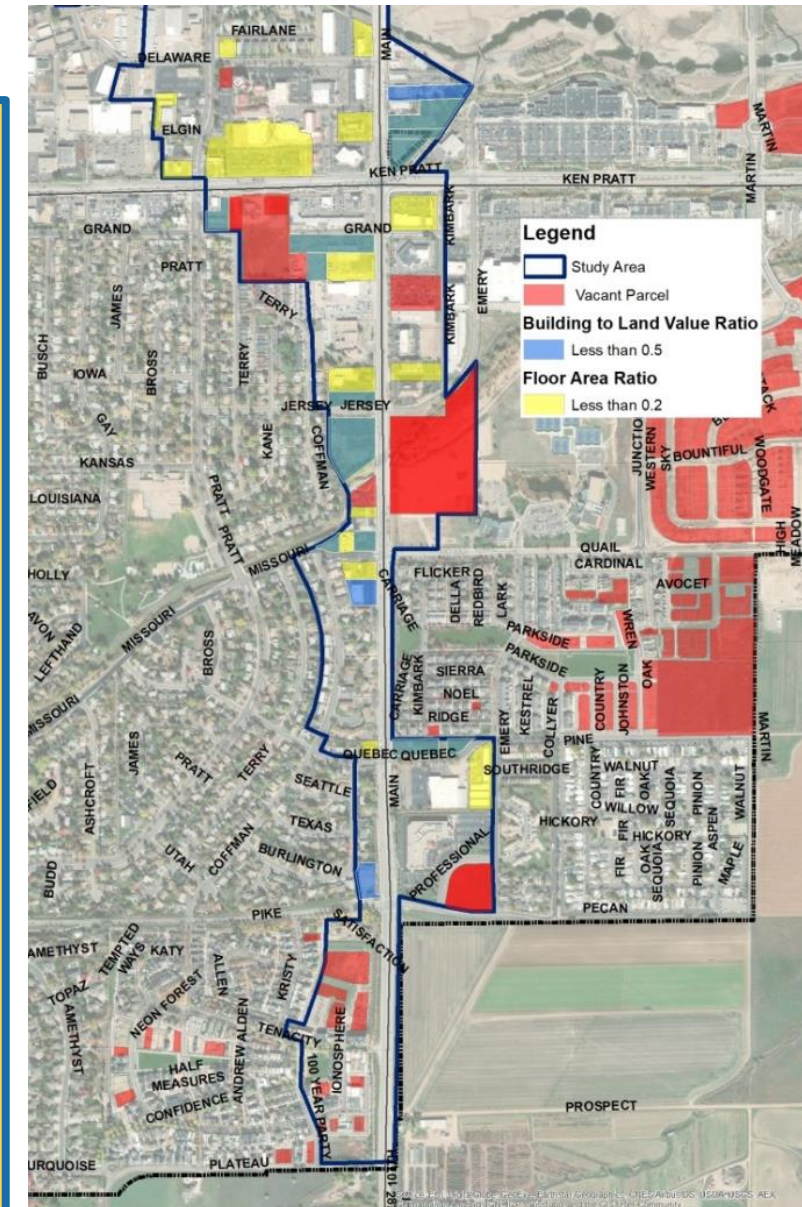 FAIRLANE
MAIN
DELAWARE
ELGIN
MARTIN
KEN PRATT
KEN PRATT
MARTIN
GRAND
GRAND
KIMBARK
PRATT
EMERY
Legend
Study Area
Vacant Parcel
Building to Land Value Ratio
Less than 0.5
Floor Area Ratio
Less than 0.2
TERRY
KIMBARK
JAMES
BUSCH
BROSS
TERRY
IOWA
JERSEY JERSEY
GAY
KANE
COFFMAN
KANSAS
JUNCTION
WESTERN
SKY
BOUNTIFUL
WOODGATE
LOUISIANA
PRATT
PRATT
HIGH
MEADOW
MISSOURI
QUAIL
CARDINAL
HOLLY
FLICKER
DELLA
REDBIRD
LARK
AVOCET
CARRIAGE
AVON
LEFTHAND
MISSOURI
PARKSIDE
WREN
BROSS
PARKSIDE
OAK
SIERRA
NOEL
RIDGE
CARRIAGE
KIMBARK
KESTREL
COLLYER
COUNTRY
JOHNSTON
MISSOURI
MARTIN
JAMES
EMERY
PINE
QUEBEC QUEBEC
SOUTHRIDGE
PRATT
TERRY
SEATTLE
MAIN
COUNTRY
WALNUT
FIR
OAK
SEQUOIA
PINION
WALNUT
WILLOW
ASHCROFT
TEXAS
HICKORY
FIR
HICKORY
ASPEN
UTAH
COFFMAN
BURLINGTON
PROFESSIONAL
FIR
OAK
SEQUOIA
PINION
MAPLE
BUDD
PIKE
PECAN
SATISFACTION
AMETHYST
TEMPTED
WAYS
KATY
ALLEN
KRISTY
TOPAZ
NEON FOREST
AMETHYST
TENACITY
IONOSPHERE
ANDREW ALDEN
HALF
MEASURES
100 YEAR PARTY
CONFIDENCE
PROSPECT
PLATEAU